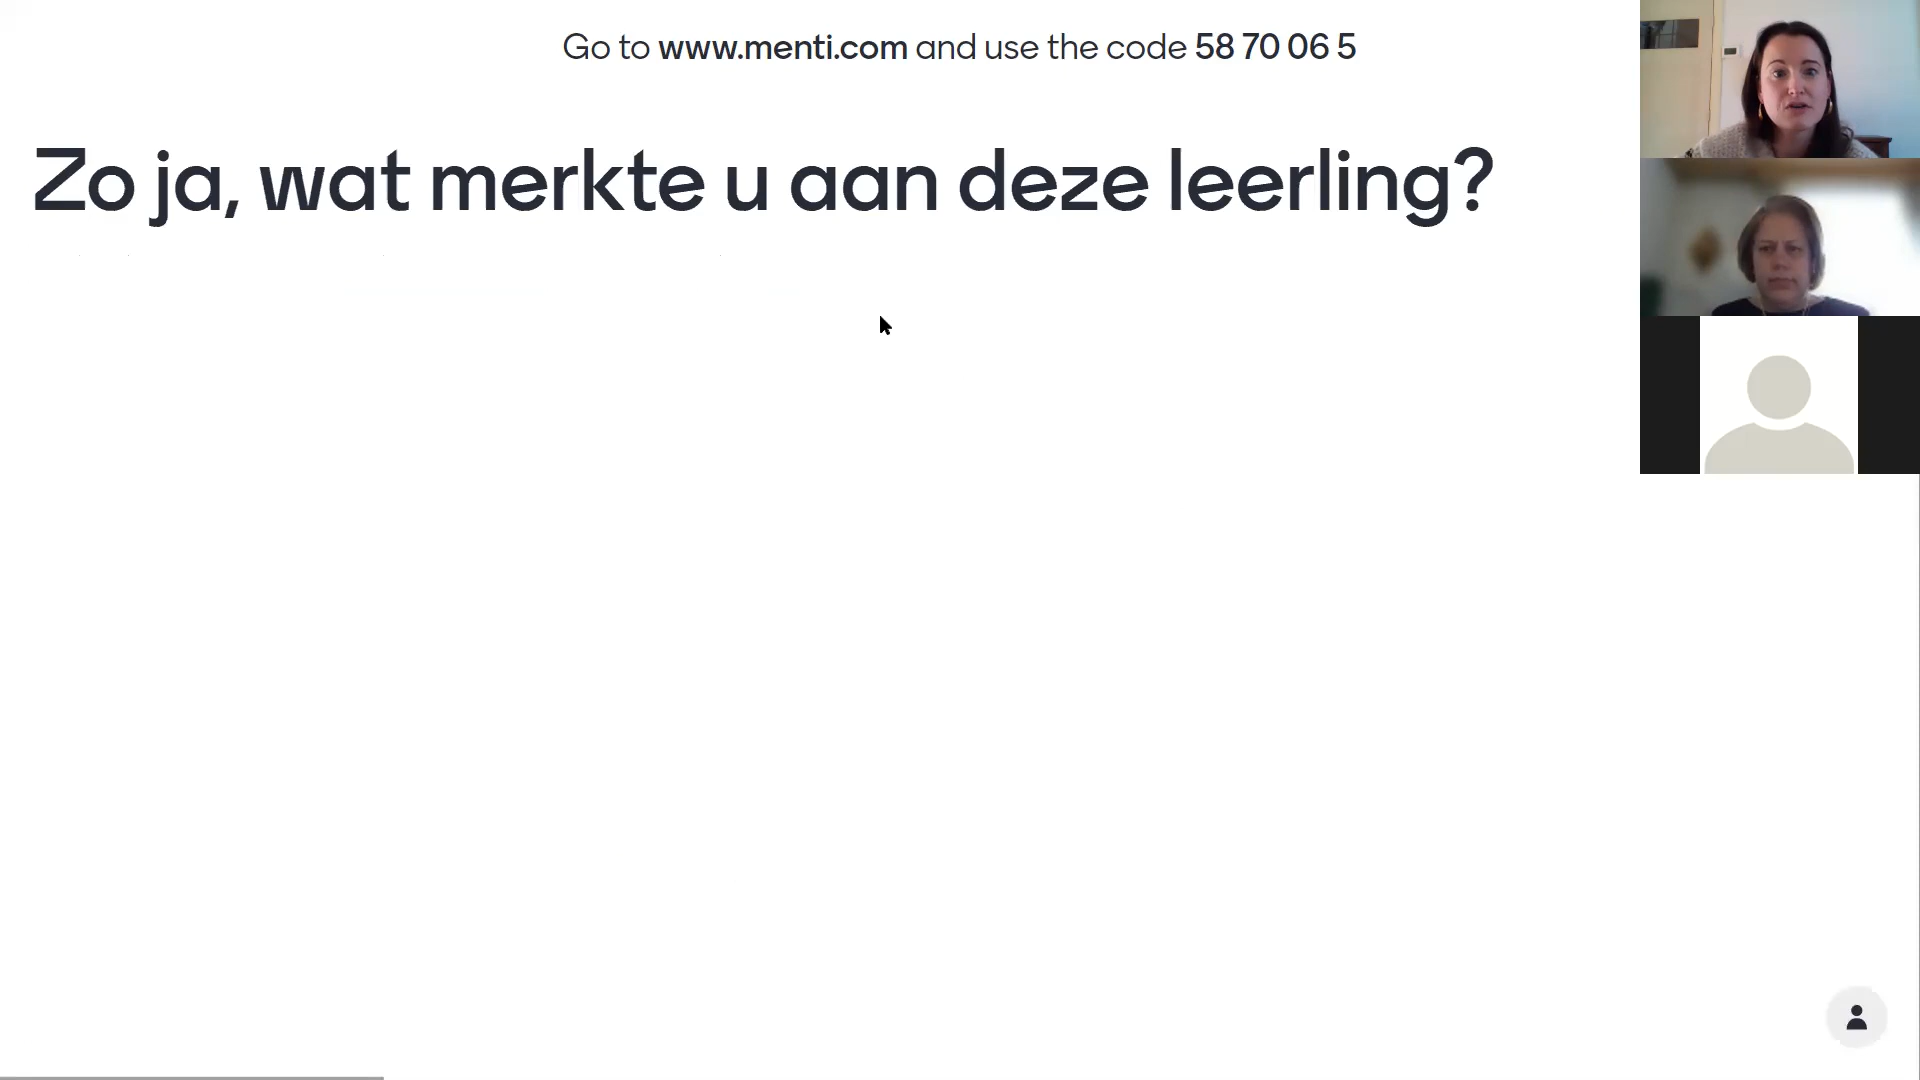 Go to www.menti.com and use the code 58 70 06 5
Zo ja, wat merkte u aan deze leerling?